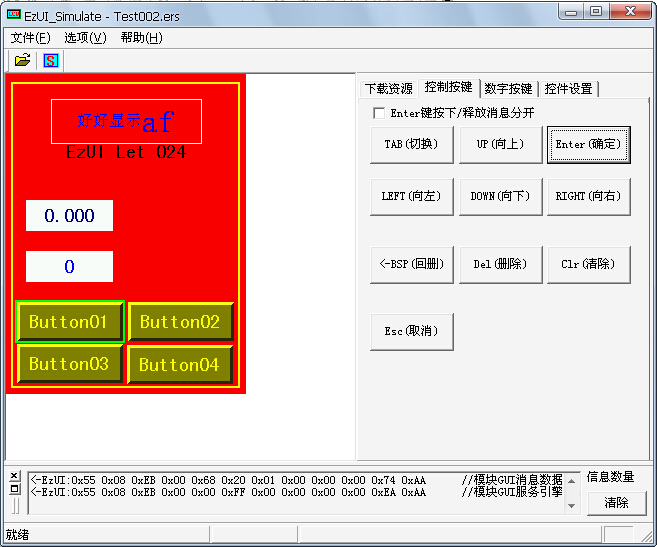 EzUI_Simulate - Test002.ers
文件(F) 选项(V) 帮助(H)
下载资源 控制按键 数字按键 控件设置
好好显示af
EzUI Let 024
0.000
0
Button01 Button02
Button03 Button04
Enter键按下/释放消息分开
TAB(切换) UP(向上) Enter(确定)
LEFT(向左) DOWN(向下) RIGHT(向右)
<-BSP(回删) Del(删除) Clr(清除)
Esc(取消)
<-EzUI:0x55 0x08 0xEB 0x00 0x68 0x20 0x01 0x00 0x00 0x00 0x74 0xAA //模块GUI消息数据
<-EzUI:0x55 0x08 0xEB 0x00 0x00 0xFF 0x00 0x00 0x00 0x00 0xEA 0xAA //模块GUI服务引擎
信息数量
清除
就绪